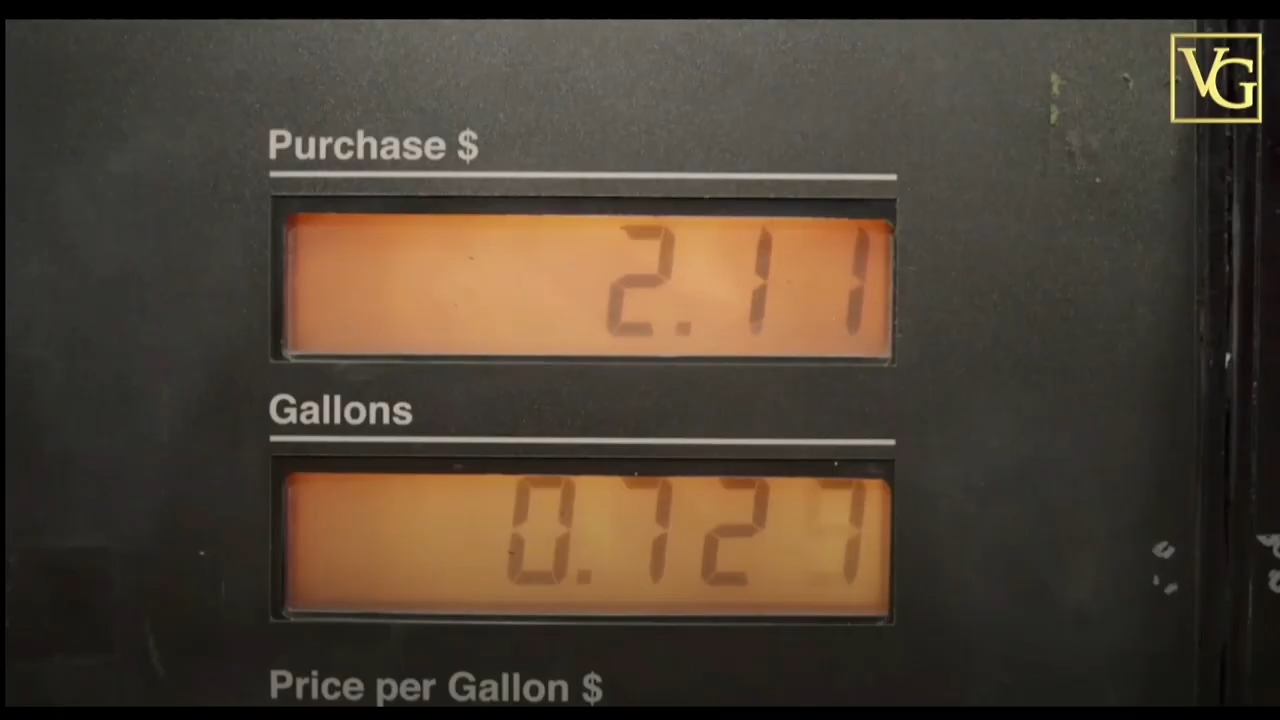 VG
Purchase $
2.11
Gallons
0.727
Price per Gallon $